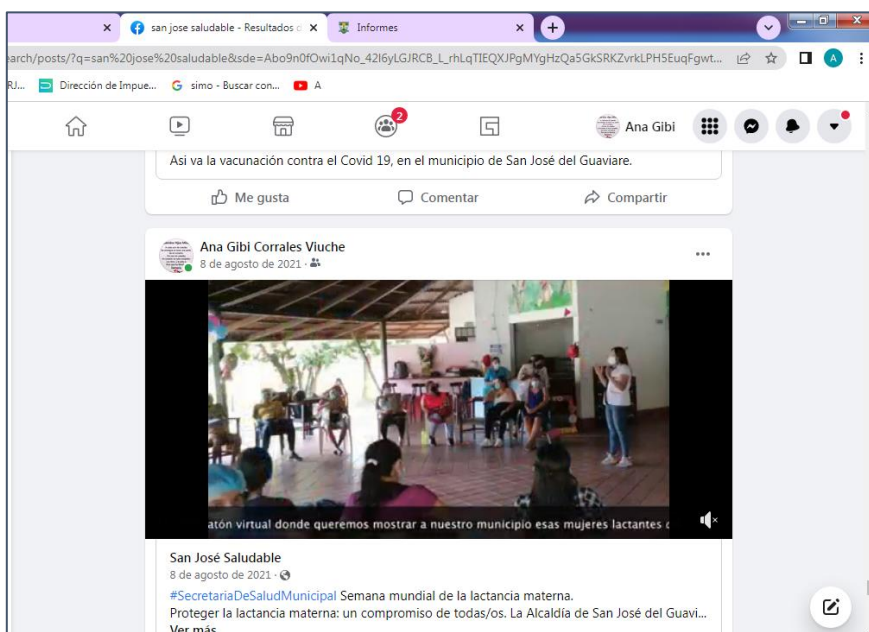 san jose saludable - Resultados
Informes
earch/posts/?q=san%20jose%20saludable&sde=
A
RJ...
Dirección de Impue...
simo - Buscar con...
A
2
Ana Gibi
Asi va la vacunación contra el Covid 19, en el municipio de San José del Guaviare.
Me gusta
Comentar
Compartir
Ana Gibi Corrales Viuche
8 de agosto de 2021 ·
atón virtual donde queremos mostrar a nuestro municipio esas mujeres lactantes
San José Saludable
8 de agosto de 2021 ·
#SecretariaDeSaludMunicipal Semana mundial de la lactancia materna.
Proteger la lactancia materna: un compromiso de todas/os. La Alcaldía de San José del Guavi...
Ver más